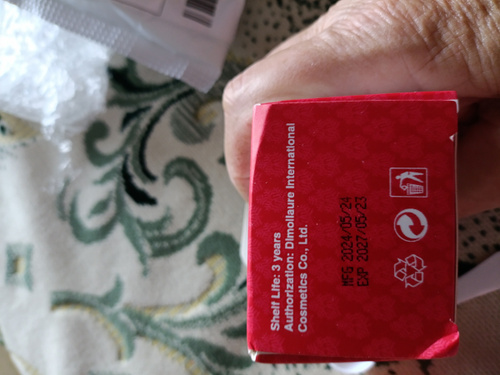 Shelf Life: 3 years
Authorization: Dimollaure International
Cosmetics Co., Ltd.
MFG 2024/05/24
EXP 2027/05/23